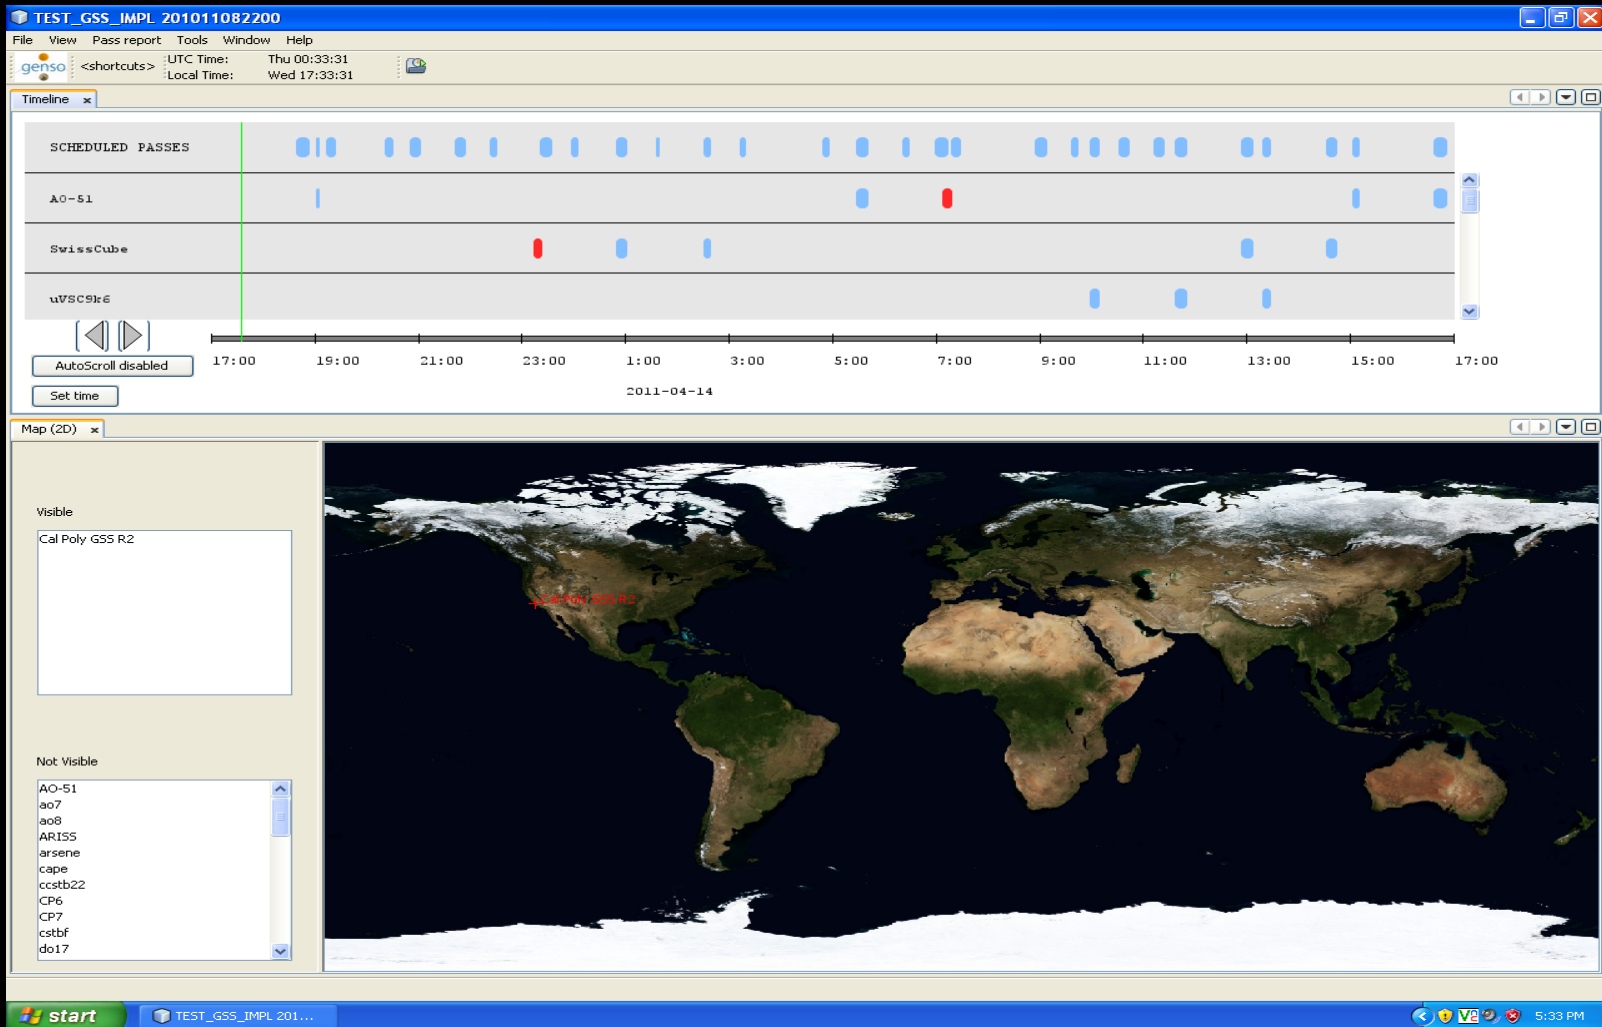 TEST_GSS_IMPL 201011082200
File View Pass report Tools Window Help
genso <shortcuts> UTC Time: Thu 00:33:31
Local Time: Wed 17:33:31
Timeline
SCHEDULED PASSES
AO-51
SwissCube
uVSC9k6
AutoScroll disabled
17:00 19:00 21:00 23:00 1:00 3:00 5:00 7:00 9:00 11:00 13:00 15:00 17:00
Set time
2011-04-14
Map (2D)
Visible
Cal Poly GSS R2
Cal Poly GSS R2
Not Visible
AO-51
ao7
ao8
ARISS
arsene
cape
ccstb22
CP6
CP7
cstbf
do17
start TEST_GSS_IMPL 201... 5:33 PM